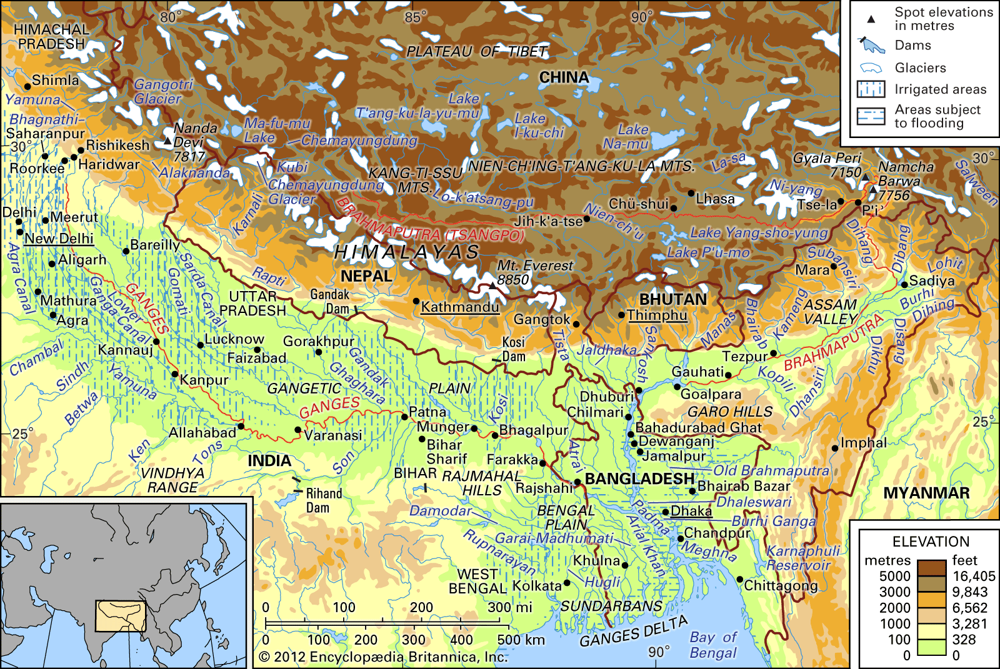 80°
85°
90°
HIMACHAL
PRADESH
PLATEAU OF TIBET
CHINA
Shimla
Gangotri
Glacier
Yamuna
Bhagnathi-
Saharanpur
30°
Rishikesh
Roorkee
Haridwar
Nanda
Devi
7817
Alaknanda
Ma-fu-mu
Lake
Chemayungdung
Kubi
Chemayungdung
Glacier
Lake
T'ang-ku-la-yu-mu
Lake
I-ku-chi
Lake
Na-mu
KANG-TI-SSU
MTS.
NIEN-CH'ING-T'ANG-KU-LA MTS.
La-sa
Lo-k'atsang-pu
Gyala Peri
7150
Namcha
Barwa
7756
30°
Salween
Ni-yang
Tse-la
P'i
Chü-shui
Lhasa
Jih-k'a-tse
Nien-ch'u
Lake Yang-sho-yung
Lake P'u-mo
BRAHMAPUTRA (TSANGPO)
HIMALAYAS
Delhi
Meerut
New Delhi
Bareilly
Aligarh
Agra Canal
Mathura
Agra
Karnali
Rapti
NEPAL
Mt. Everest
8850
Gandak
Dam
Kathmandu
UTTAR
PRADESH
Sarda Canal
Gomati
GANGES
Lower
Ganga Canal
Gangtok
BHUTAN
Thimphu
Mara
Subansiri
Dihang
Dibang
Lohit
Sadiya
Burhi
Dihing
ASSAM
VALLEY
Kameng
Bhairab
Manas
Sankosh
Jaldhaka
Tista
Kosi
Dam
Kannauj
Lucknow
Faizabad
Gorakhpur
Gandak
Ghaghara
Chambal
Sindh
Yamuna
Betwa
Kanpur
GANGETIC
PLAIN
GANGES
Kosi
Tezpur
BRAHMAPUTRA
Disang
Dikhu
Gauhati
Kopili
Dhansiri
Goalpara
Dhuburi
Chilmari
GARO HILLS
25°
Allahabad
Varanasi
Patna
Munger
Bhagalpur
Bihar
Sharif
Farakka
Bahadurabad Ghat
Dewanganj
Jamalpur
Atrai
Imphal
25°
Ken
Tons
Son
INDIA
VINDHYA
RANGE
BIHAR
RAJMAHAL
HILLS
Rajshahi
Old Brahmaputra
BANGLADESH
Bhairab Bazar
MYANMAR
Rihand
Dam
Damodar
BENGAL
PLAIN
Dhaleswari
Dhaka
Burhi Ganga
Padma
Arial Khan
Garai-Madhumati
Chandpur
Meghna
Rupnarayan
Khulna
Karnaphuli
Reservoir
WEST
BENGAL
Kolkata
Hugli
Chittagong
SUNDARBANS
GANGES DELTA
Bay of
Bengal
90°
0 100 200 300 mi
0 100 200 300 400 500 km
© 2012 Encyclopædia Britannica, Inc.
Spot elevations
in metres
Dams
Glaciers
Irrigated areas
Areas subject
to flooding
ELEVATION
metres feet
5000 16,405
3000 9,843
2000 6,562
1000 3,281
100 328
0 0